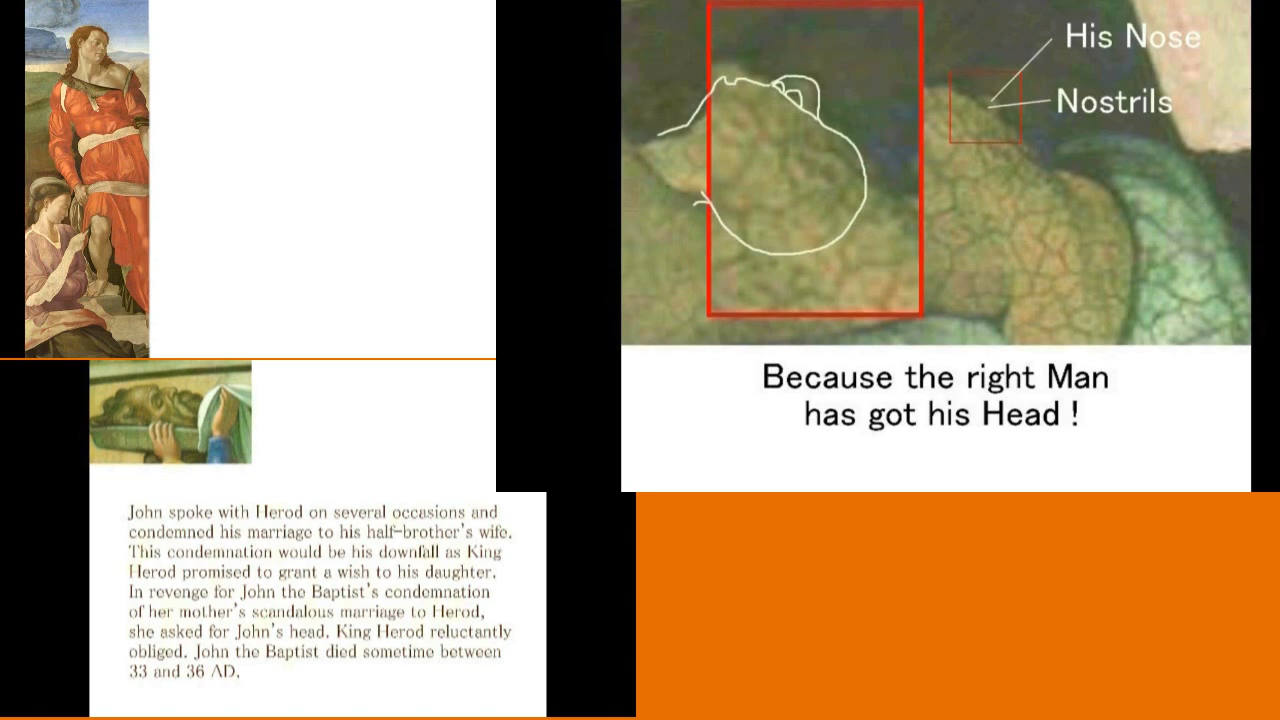 His Nose
Nostrils
Because the right Man
has got his Head !
John spoke with Herod on several occasions and
condemned his marriage to his half-brother's wife.
This condemnation would be his downfall as King
Herod promised to grant a wish to his daughter.
In revenge for John the Baptist's condemnation
of her mother's scandalous marriage to Herod,
she asked for John's head. King Herod reluctantly
obliged. John the Baptist died sometime between
33 and 36 AD.